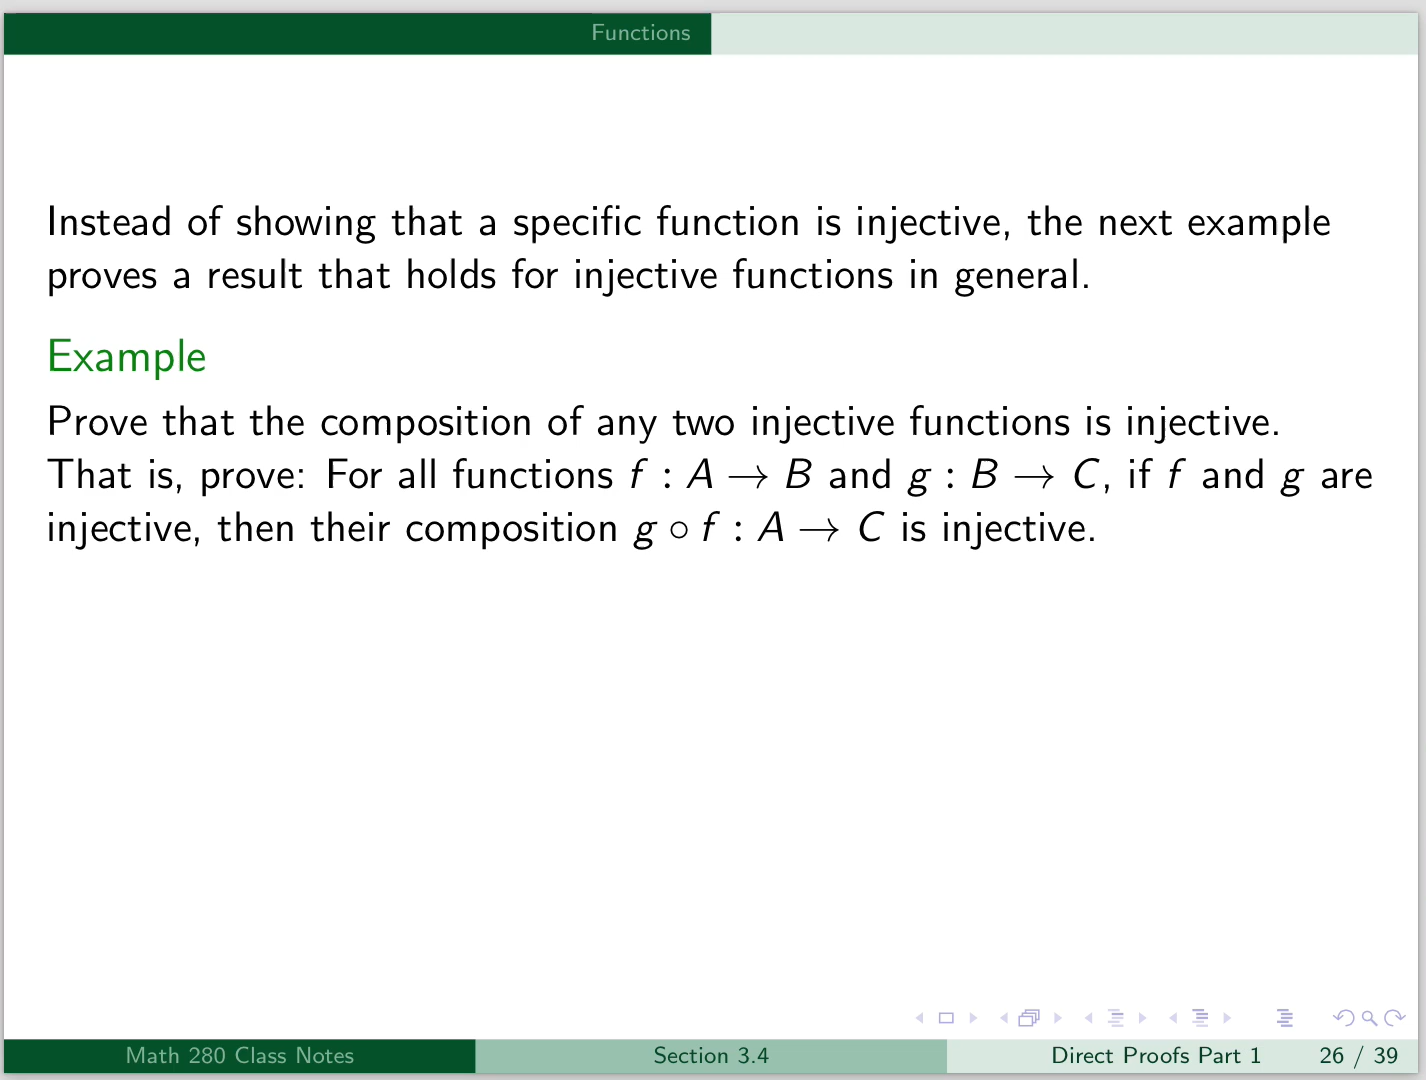 Functions
Instead of showing that a specific function is injective, the next example
proves a result that holds for injective functions in general.
Example
Prove that the composition of any two injective functions is injective.
That is, prove: For all functions f : A → B and g : B → C, if f and g are
injective, then their composition g ∘ f : A → C is injective.
Math 280 Class Notes Section 3.4 Direct Proofs Part 1 26 / 39